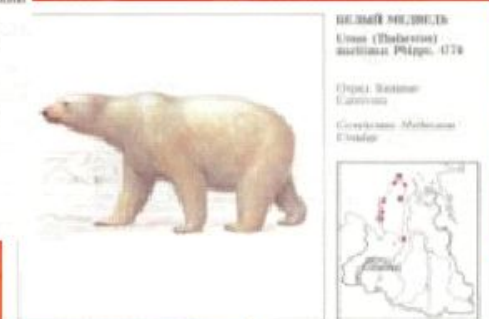 БЕЛЫЙ МЕДВЕДЬ
Ursus (Thalarctos)
maritimus Phipps, 1774
Отряд Хищные
Carnivora
Семейство Медвежьи
Ursidae